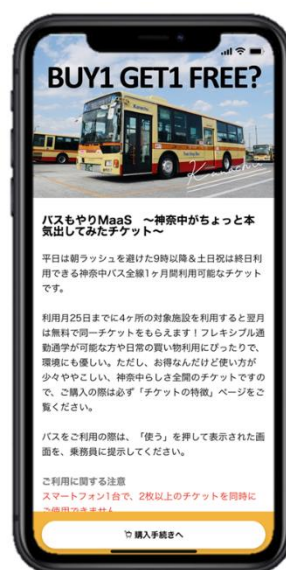 BUY1 GET1 FREE?
Kanachu
バスもやりMaaS　～神奈中がちょっと本
気出してみたチケット～
平日は朝ラッシュを避けた9時以降＆土日祝は終日利
用できる神奈中バス全線1ヶ月間利用可能なチケット
です。
利用月25日までに4ヶ所の対象施設を利用すると翌月
は無料で同一チケットをもらえます！フレキシブル通
勤通学が可能な方や日常の買い物利用にぴったりで、
環境にも優しい。ただし、お得なんだけど使い方が
少々ややこしい、神奈中らしさ全開のチケットですの
で、ご購入の際は必ず「チケットの特徴」ページをご
覧ください。
バスをご利用の際は、「使う」を押して表示された画
面を、乗務員に提示してください。
ご利用に関する注意
スマートフォン1台で、2枚以上のチケットを同時に
ご使用できません
購入手続きへ